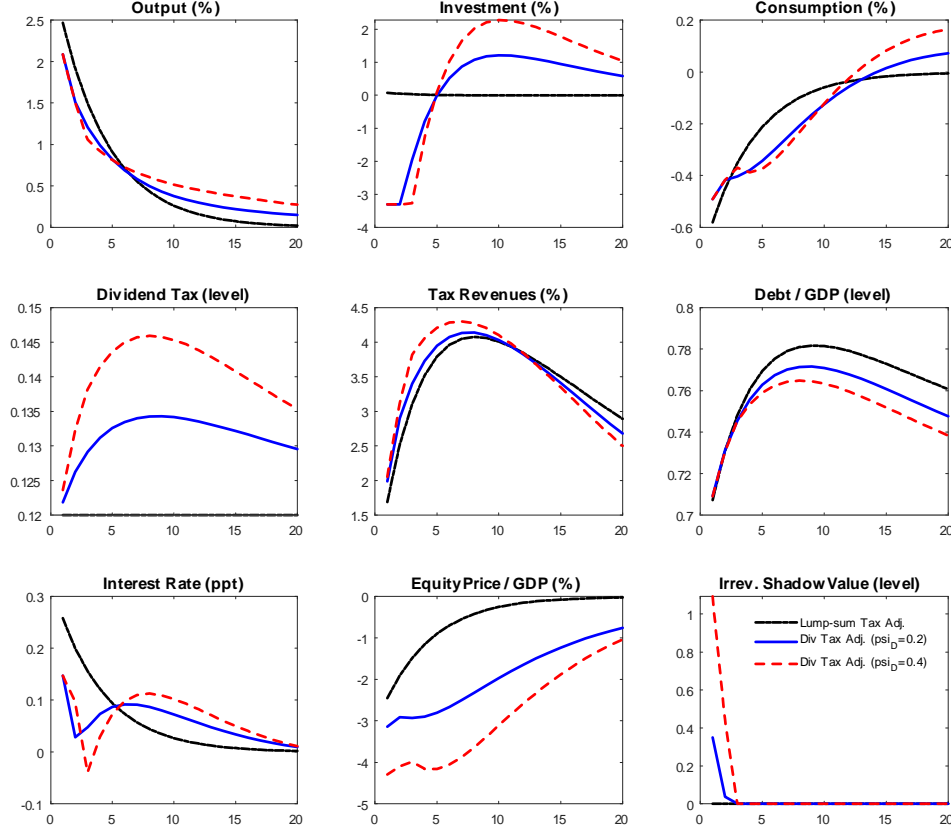 Output (%)
2.5
2
1.5
1
0.5
0
0 5 10 15 20
Investment (%)
2
1
0
-1
-2
-3
-4
0 5 10 15 20
Consumption (%)
0.2
0
-0.2
-0.4
-0.6
0 5 10 15 20
Dividend Tax (level)
0.15
0.145
0.14
0.135
0.13
0.125
0.12
0 5 10 15 20
Tax Revenues (%)
4.5
4
3.5
3
2.5
2
1.5
0 5 10 15 20
Debt / GDP (level)
0.8
0.78
0.76
0.74
0.72
0.7
0 5 10 15 20
Interest Rate (ppt)
0.3
0.2
0.1
0
-0.1
0 5 10 15 20
Equity Price / GDP (%)
0
-1
-2
-3
-4
-5
0 5 10 15 20
Irrev. Shadow Value (level)
1
0.8
0.6
0.4
0.2
0
0 5 10 15 20
Lump-sum Tax Adj.
Div Tax Adj. (psi_D=0.2)
Div Tax Adj. (psi_D=0.4)